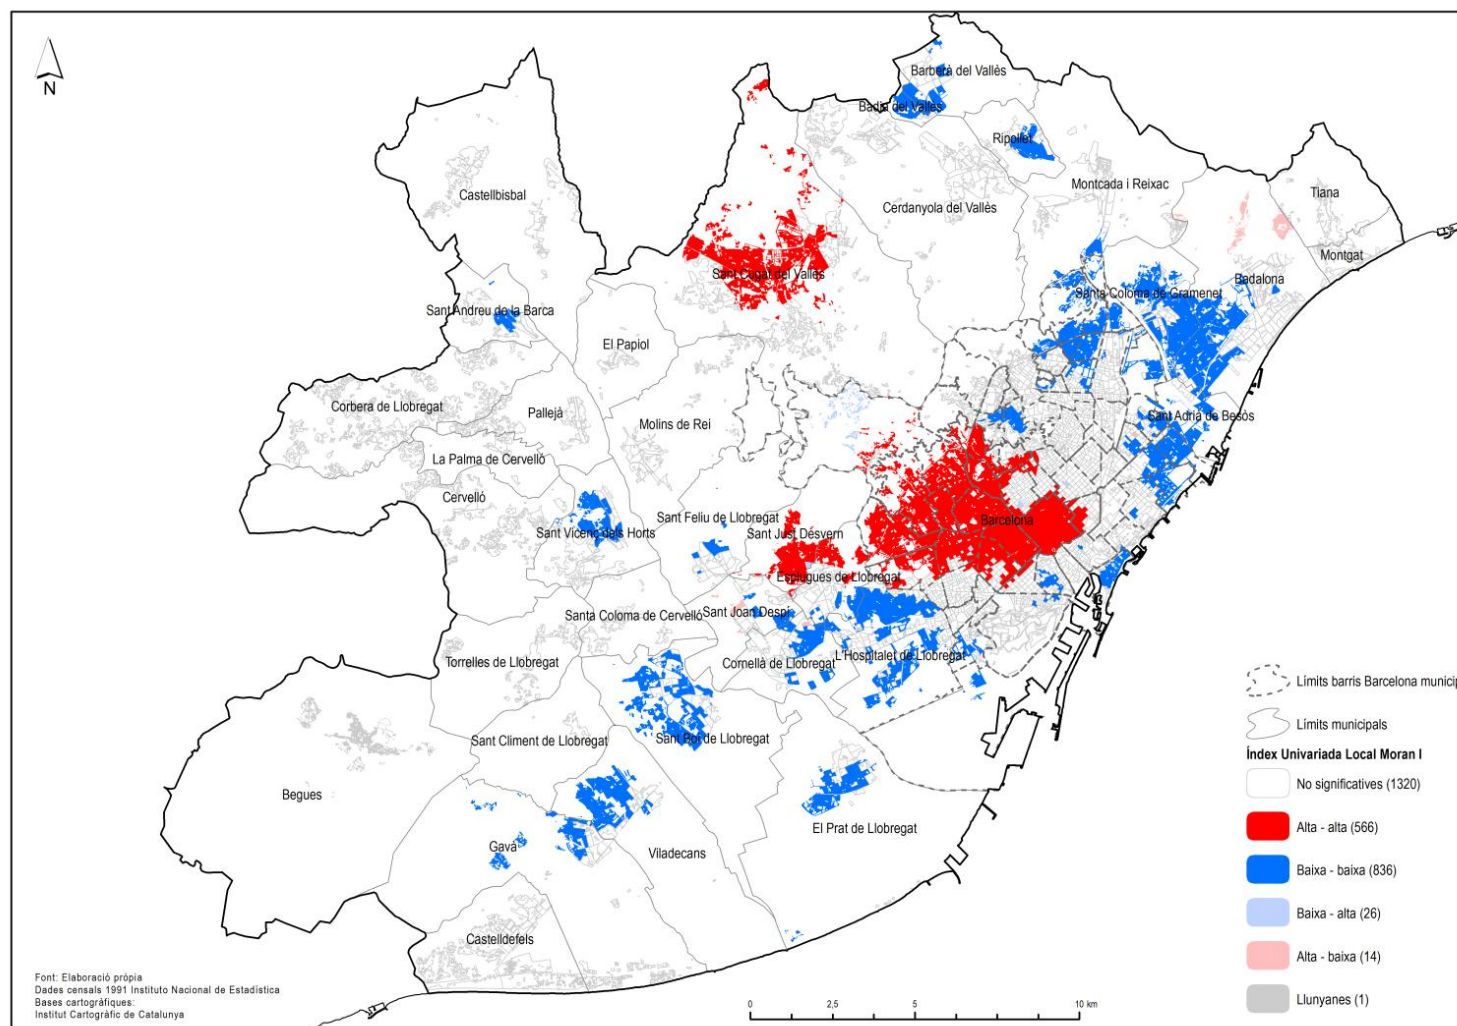 N
Barberà del Vallès
Badia del Vallès
Ripollet
Castellbisbal
Cerdanyola del Vallès
Montcada i Reixac
Tiana
Montgat
Sant Cugat del Vallès
Santa Coloma de Gramenet
Badalona
Sant Andreu de la Barca
El Papiol
Corbera de Llobregat
Pallejà
Molins de Rei
Sant Adrià de Besòs
La Palma de Cervelló
Cervelló
Sant Feliu de Llobregat
Sant Vicenç dels Horts
Sant Just Désvern
Barcelona
Esplugues de Llobregat
Santa Coloma de Cervelló
Sant Joan Despí
Torrelles de Llobregat
Cornellà de Llobregat
L'Hospitalet de Llobregat
Sant Climent de Llobregat
Sant Boi de Llobregat
Begues
Gavà
Viladecans
El Prat de Llobregat
Castelldefels
Límits barris Barcelona municip
Límits municipals
Índex Univariada Local Moran I
No significatives (1320)
Alta - alta (566)
Baixa - baixa (836)
Baixa - alta (26)
Alta - baixa (14)
Llunyanes (1)
Font: Elaboració pròpia
Dades censals 1991 Instituto Nacional de Estadística
Bases cartogràfiques:
Institut Cartogràfic de Catalunya
0 2,5 5 10 km